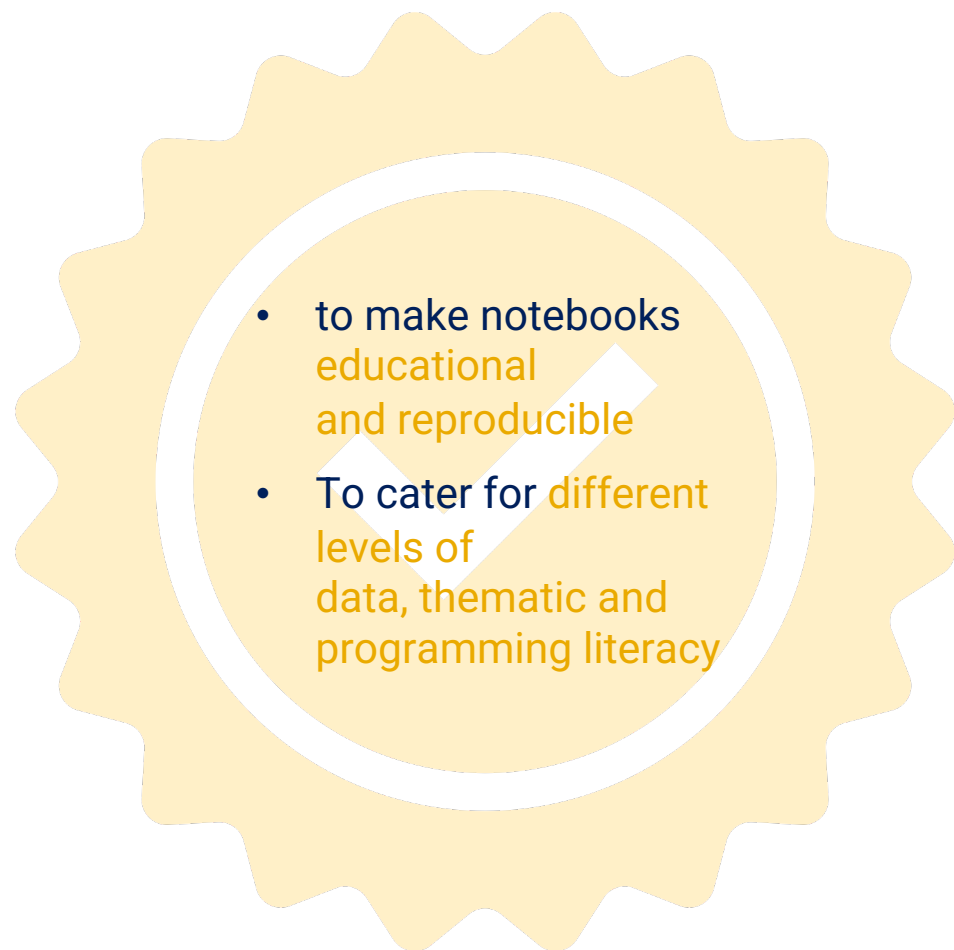 • to make notebooks
educational
and reproducible
• To cater for different
levels of
data, thematic and
programming literacy